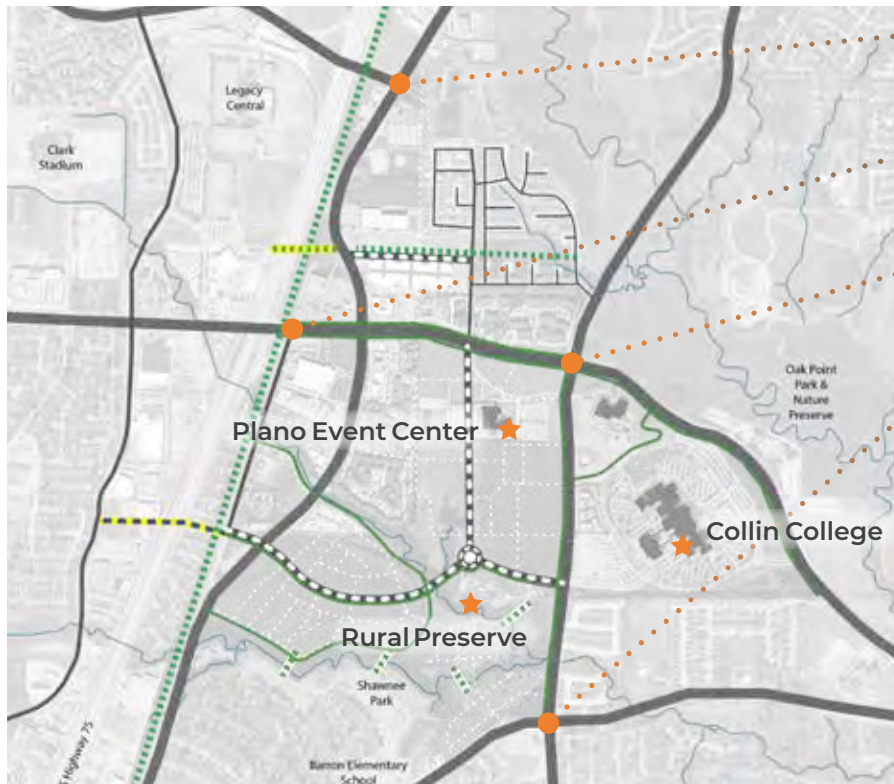 Legacy
Central
Clark
Stadium
Oak Point
Park &
Nature
Preserve
Plano Event Center
Collin College
Rural Preserve
Shawnee
Park
Highway 75
Barron Elementary
School